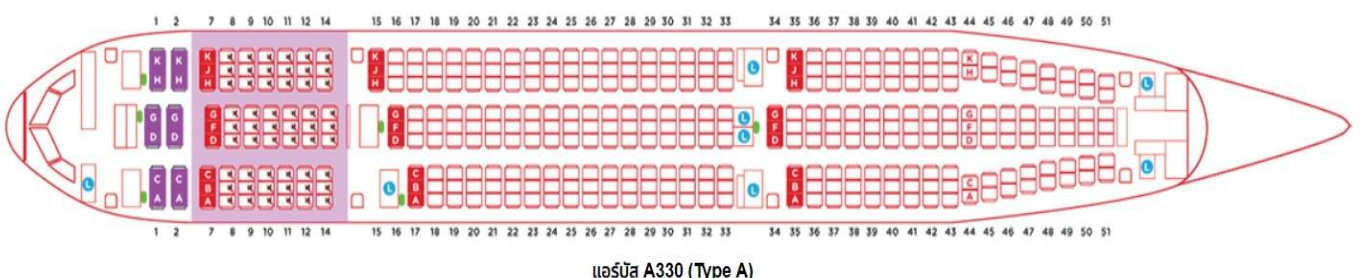 1 2 7 8 9 10 11 12 14 15 16 17 18 19 20 21 22 23 24 25 26 27 28 29 30 31 32 33 34 35 36 37 38 39 40 41 42 43 44 45 46 47 48 49 50 51
K K K K K K
H H J J J H
H H H
L L
G G G G G G
D D F F F F
D D D D
L
L
C C C C C C
A A B B B A
A A A
L L L L
1 2 7 8 9 10 11 12 14 15 16 17 18 19 20 21 22 23 24 25 26 27 28 29 30 31 32 33 34 35 36 37 38 39 40 41 42 43 44 45 46 47 48 49 50 51
แอร์บัส A330 (Type A)